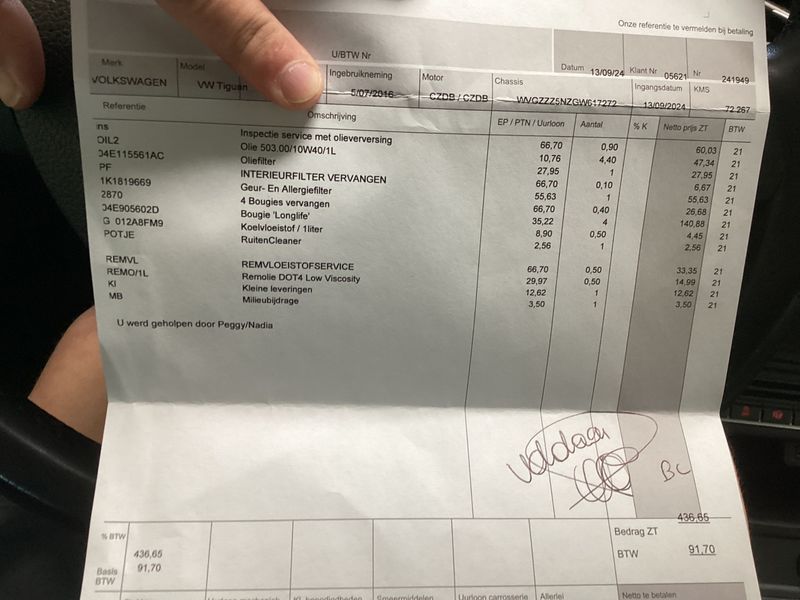 Onze referentie te vermelden bij betaling
U/BTW Nr
Datum 13/09/24 Klant Nr 05621 Nr 241949
Merk Model Ingebruikneming Motor Chassis Ingangsdatum KMS
VOLKSWAGEN VW Tiguan 5/07/2016 CZDB / CZDB WVGZZZ5NZGW617272 13/09/2024 72 267
Referentie Omschrijving EP / PTN / Uurloon Aantal % K Netto prijs ZT BTW
Inspectie service met olieverversing 66,70 0,90 60,03 21
OIL2 Olie 503.00/10W40/1L 10,76 4,40 47,34 21
04E115561AC Oliefilter 27,95 1 27,95 21
PF INTERIEURFILTER VERVANGEN 66,70 0,10 6,67 21
1K1819669 Geur- En Allergiefilter 55,63 1 55,63 21
2870 4 Bougies vervangen 66,70 0,40 26,68 21
04E905602D Bougie 'Longlife' 35,22 4 140,88 21
G 012A8FM9 Koelvloeistof / 1liter 8,90 0,50 4,45 21
POTJE RuitenCleaner 2,56 1 2,56 21
REMVL REMVLOEISTOFSERVICE 66,70 0,50 33,35 21
REMO/1L Remolie DOT4 Low Viscosity 29,97 0,50 14,99 21
KI Kleine leveringen 12,62 1 12,62 21
MB Milieubijdrage 3,50 1 3,50 21
U werd geholpen door Peggy/Nadia
voldaan
BC
436,65
Bedrag ZT
% BTW
436,65
BTW 91,70
Basis 91,70
BTW
Smeermiddelen Uurloon carrosserie Allerlei Netto te betalen